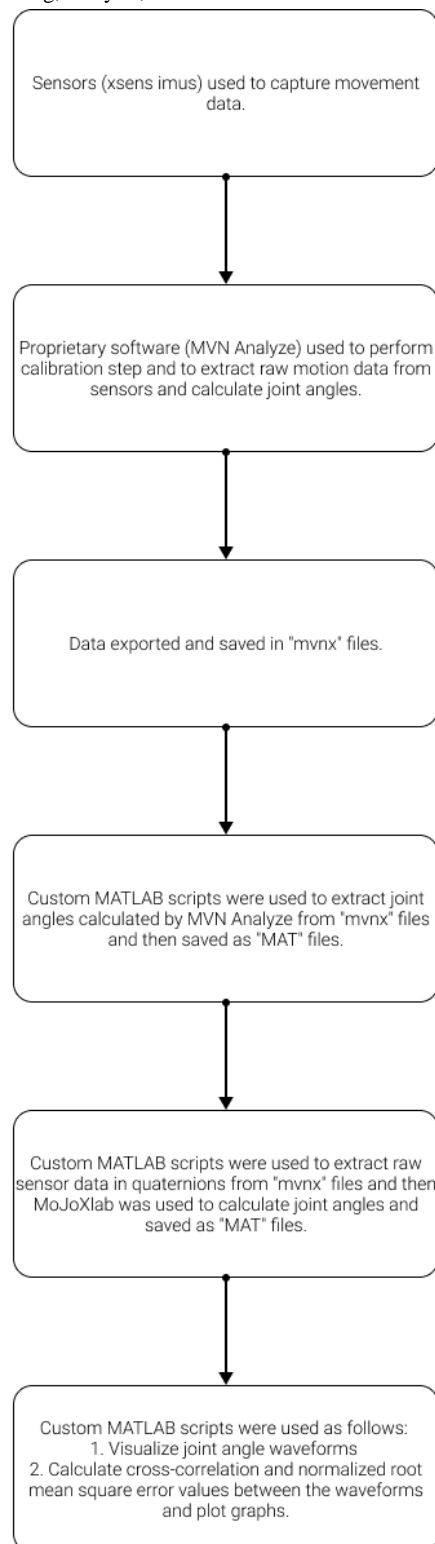 Sensors (xsens imus) used to capture movement
data.
Proprietary software (MVN Analyze) used to perform
calibration step and to extract raw motion data from
sensors and calculate joint angles.
Data exported and saved in "mvnx" files.
Custom MATLAB scripts were used to extract joint
angles calculated by MVN Analyze from "mvnx" files
and then saved as "MAT" files.
Custom MATLAB scripts were used to extract raw
sensor data in quaternions from "mvnx" files and then
MoJoXlab was used to calculate joint angles and
saved as "MAT" files.
Custom MATLAB scripts were used as follows:
1. Visualize joint angle waveforms
2. Calculate cross-correlation and normalized root
mean square error values between the waveforms
and plot graphs.